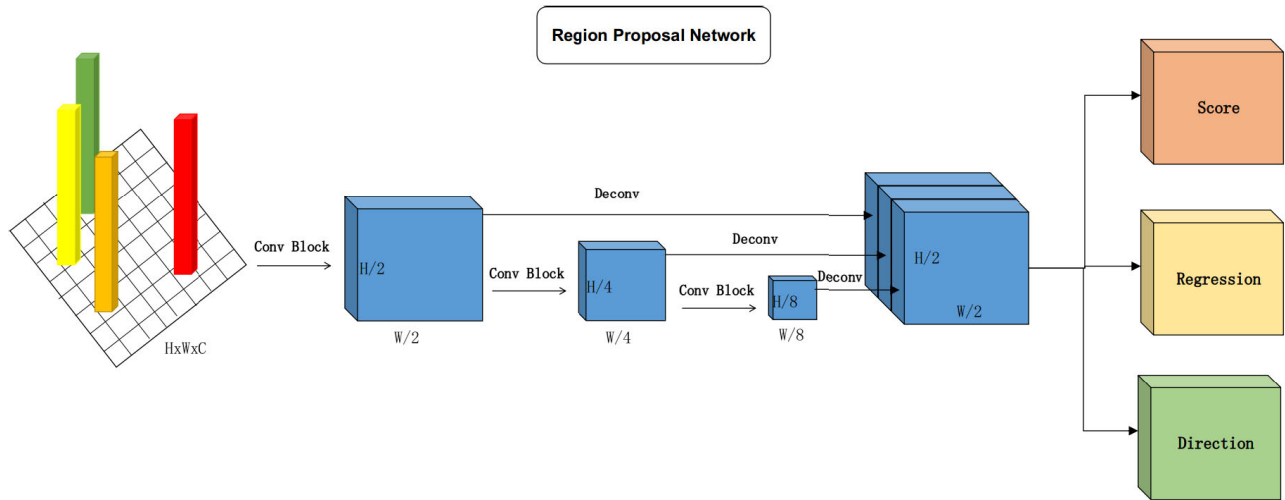 Region Proposal Network
HxWxC
Conv Block
H/2
W/2
Conv Block
H/4
W/4
Conv Block
H/8
W/8
Deconv
Deconv
Deconv
H/2
W/2
Score
Regression
Direction